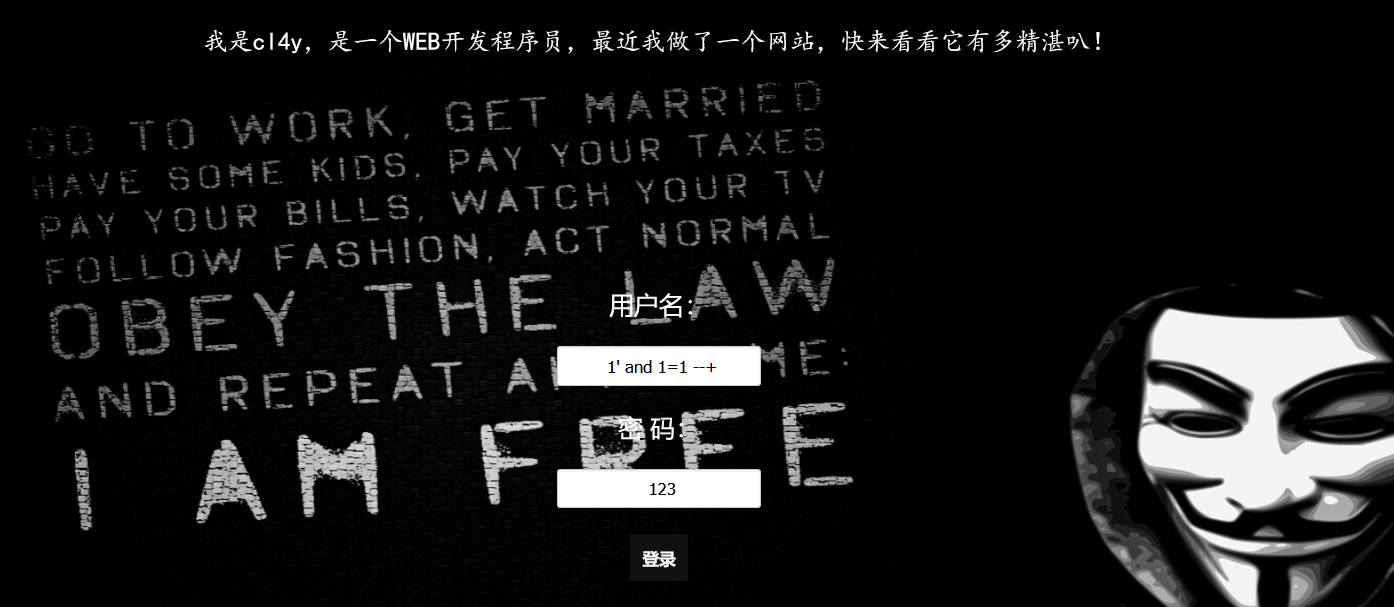 我是cl4y，是一个WEB开发程序员，最近我做了一个网站，快来看看它有多精湛叭！
GO TO WORK, GET MARRIED
HAVE SOME KIDS, PAY YOUR TAXES
PAY YOUR BILLS, WATCH YOUR TV
FOLLOW FASHION, ACT NORMAL
OBEY THE LAW
AND REPEAT ME:
I AM FREE
用户名：
1' and 1=1 --+
密 码：
123
登录